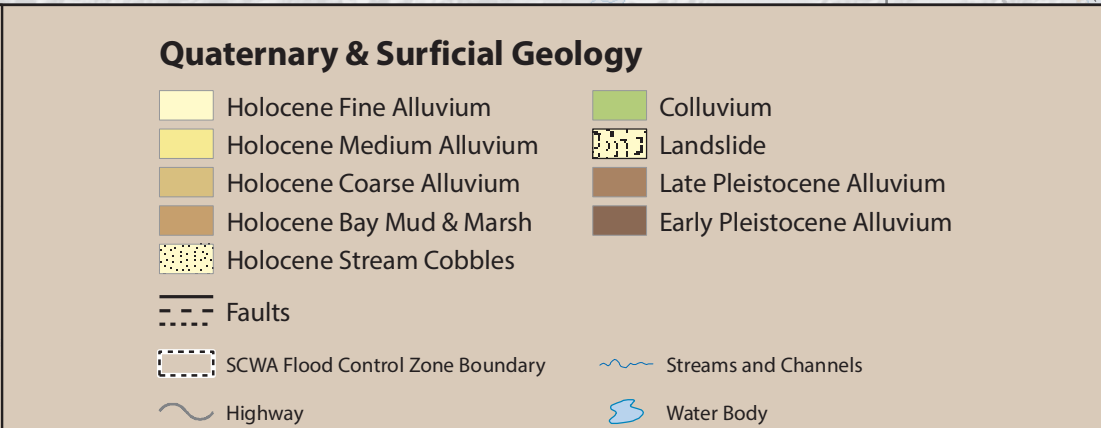 Quaternary & Surficial Geology
Holocene Fine Alluvium
Holocene Medium Alluvium
Holocene Coarse Alluvium
Holocene Bay Mud & Marsh
Holocene Stream Cobbles
Colluvium
Landslide
Late Pleistocene Alluvium
Early Pleistocene Alluvium
Faults
SCWA Flood Control Zone Boundary
Highway
Streams and Channels
Water Body